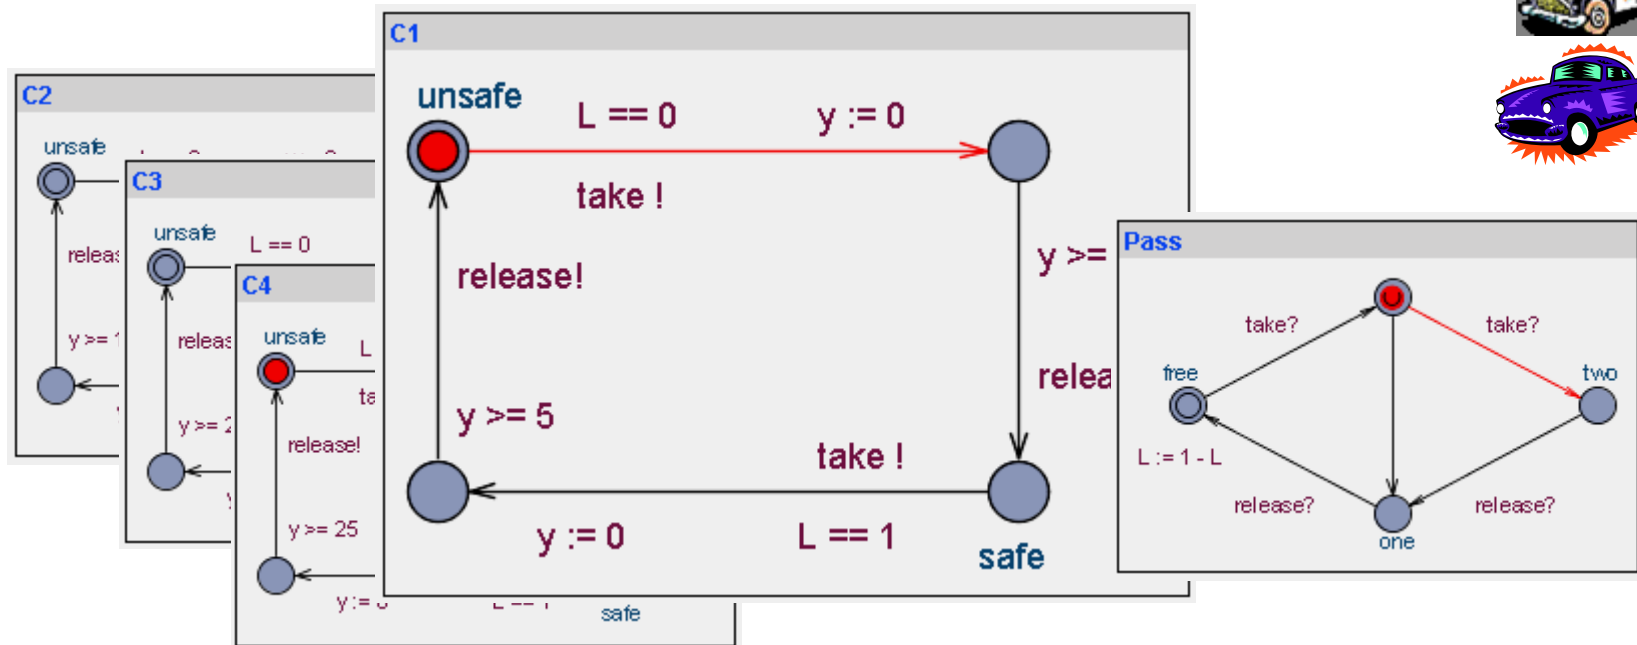 C2
unsafe
releas
y >= 1
C3
unsafe
L == 0
releas
y >= 2
C4
unsafe
L
ta
release!
y >= 25
safe
C1
unsafe
L == 0 y := 0
take !
y >=
release!
relea
y >= 5
take !
y := 0 L == 1
safe
Pass
take? take?
free two
L := 1 - L
release? release?
one